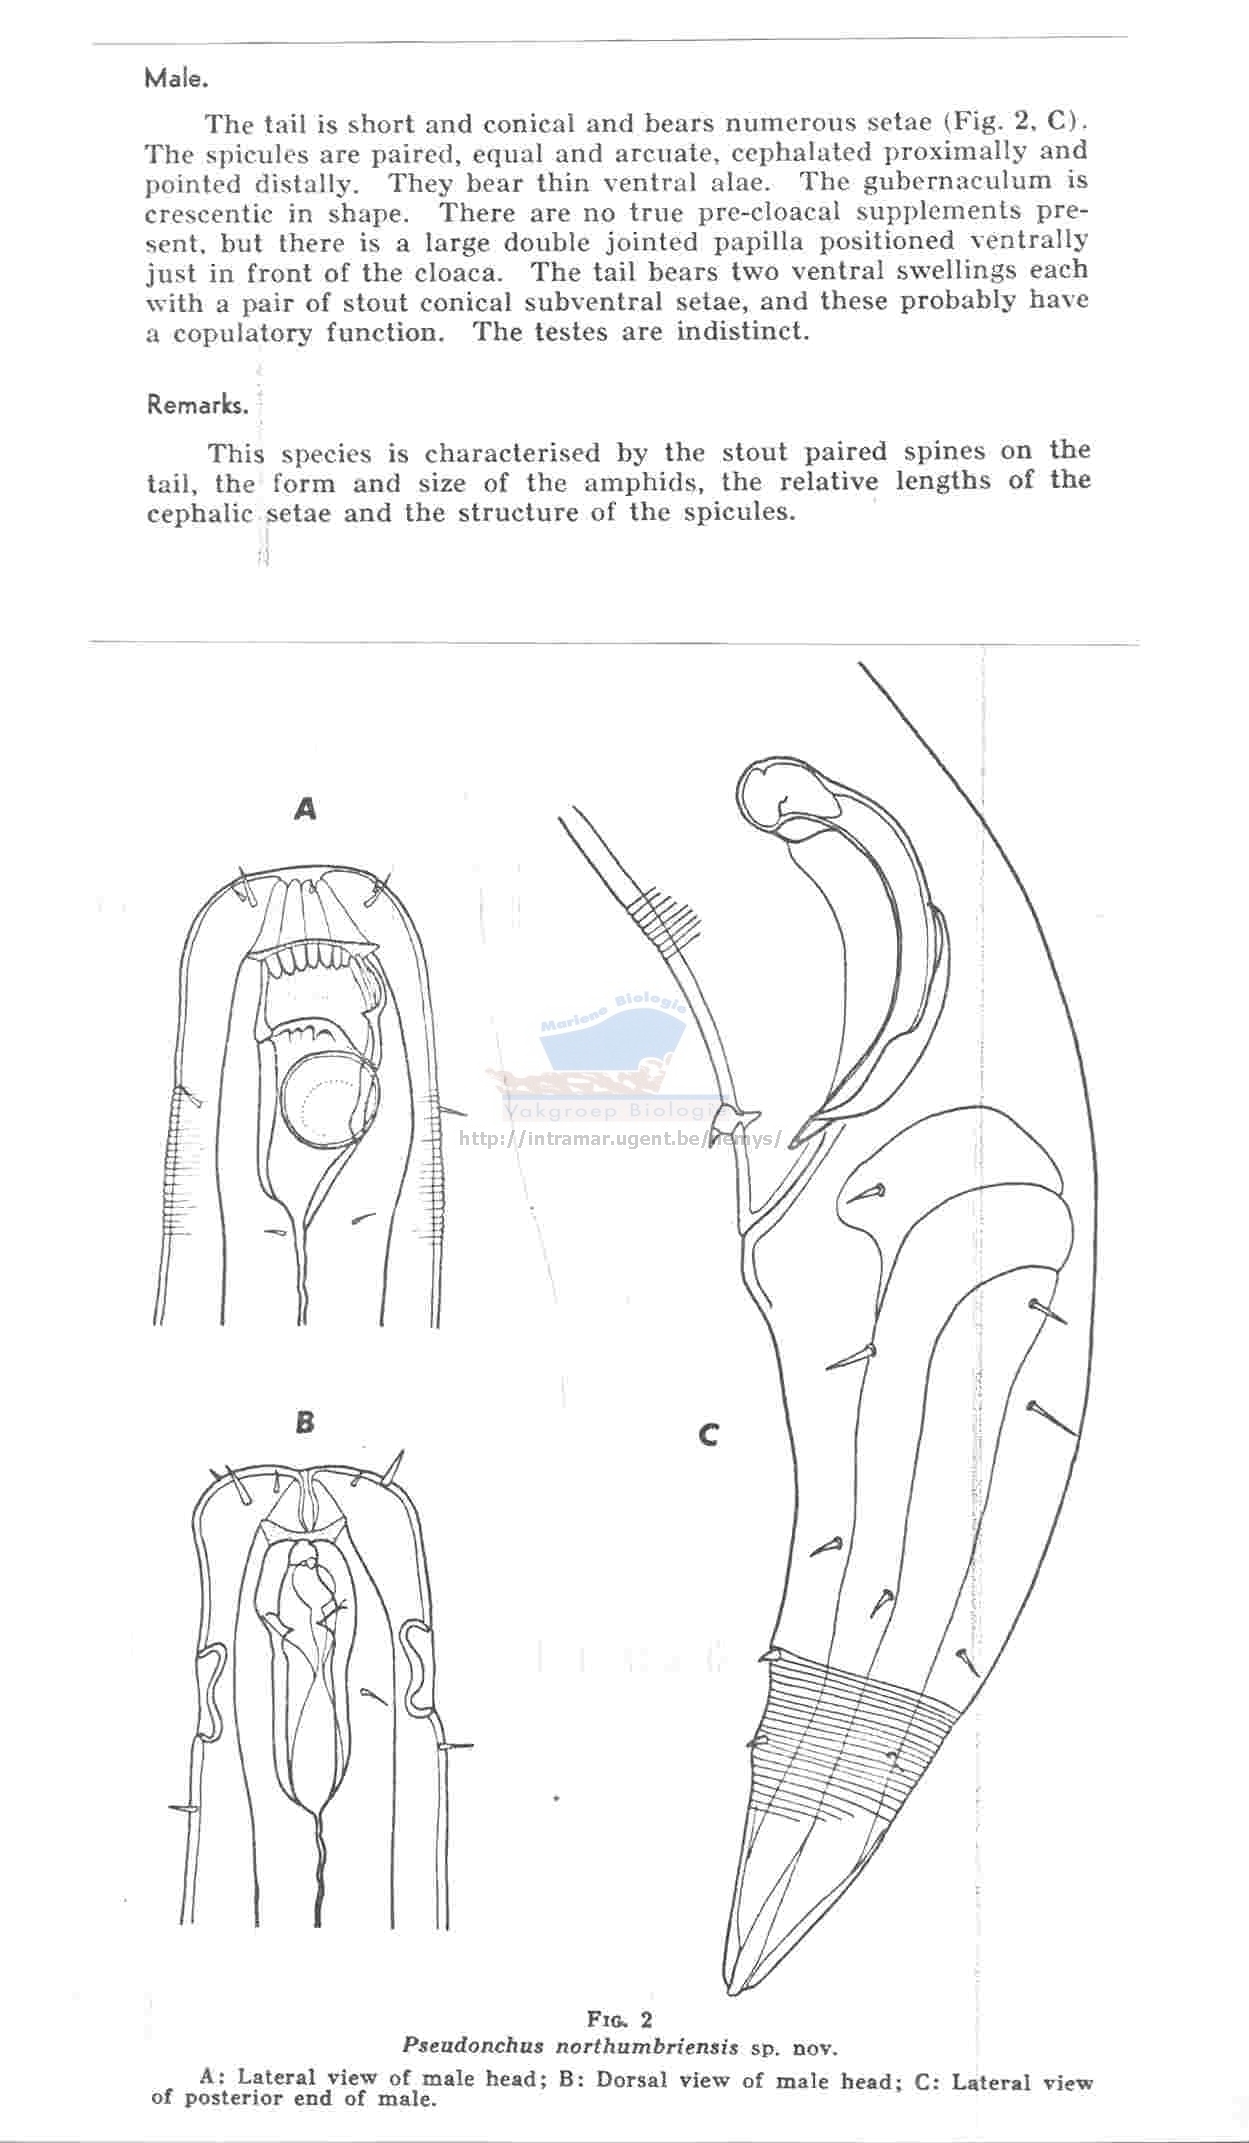 Male.
The tail is short and conical and bears numerous setae (Fig. 2, C).
The spicules are paired, equal and arcuate, cephalated proximally and
pointed distally. They bear thin ventral alae. The gubernaculum is
crescentic in shape. There are no true pre-cloacal supplements pre-
sent, but there is a large double jointed papilla positioned ventrally
just in front of the cloaca. The tail bears two ventral swellings each
with a pair of stout conical subventral setae, and these probably have
a copulatory function. The testes are indistinct.
Remarks.
This species is characterised by the stout paired spines on the
tail, the form and size of the amphids, the relative lengths of the
cephalic setae and the structure of the spicules.
A
Mariene Biologie
Vakgroep Biologie
http://intramar.ugent.be/nemys/
B
C
FIG. 2
Pseudonchus northumbriensis sp. nov.
A: Lateral view of male head; B: Dorsal view of male head; C: Lateral view
of posterior end of male.